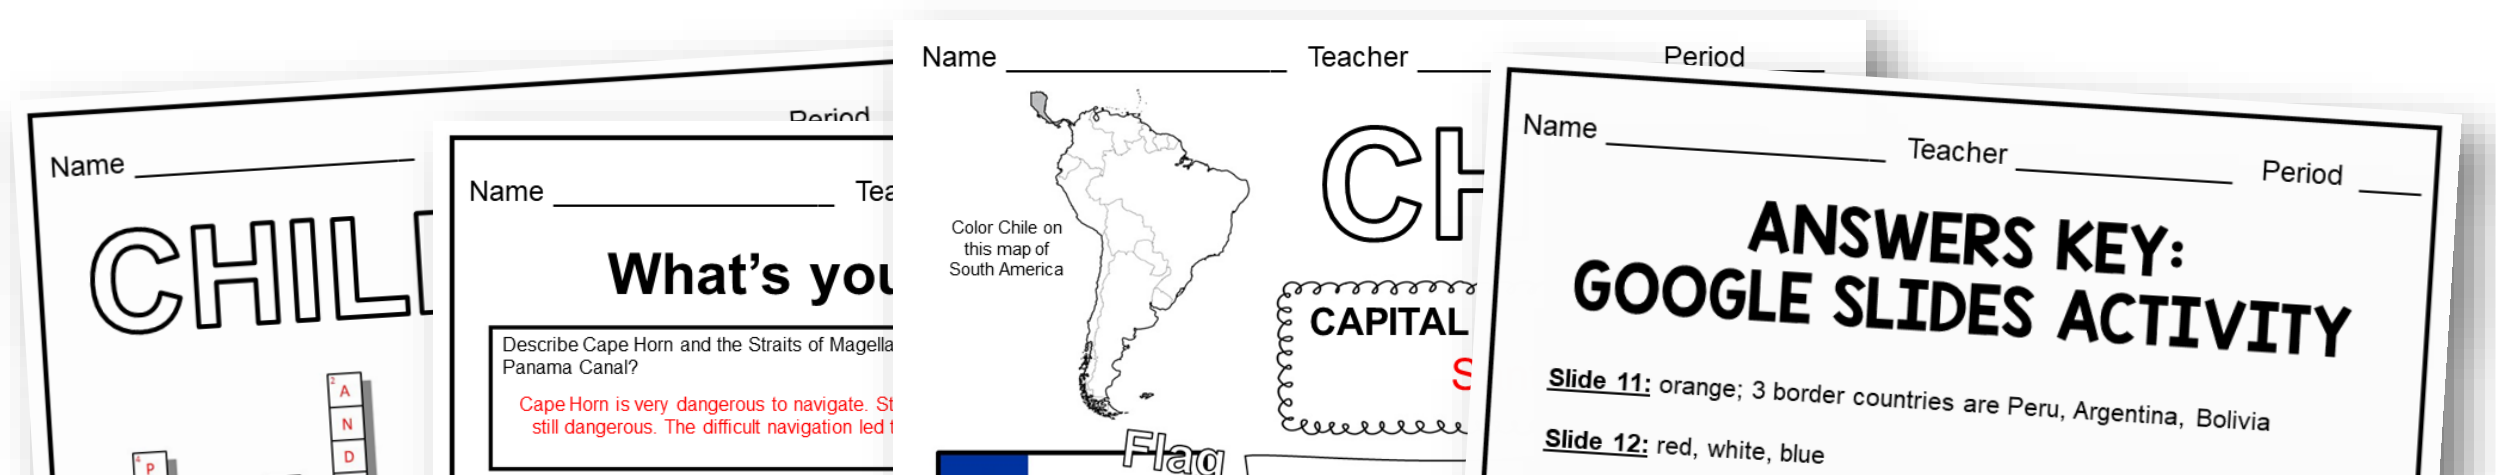 Name
CHIL
2
A
N
D
4
P
Period
Name
What's you
Describe Cape Horn and the Straits of Magella
Panama Canal?
Cape Horn is very dangerous to navigate. St
still dangerous. The difficult navigation led
Name Teacher Period
Color Chile on
this map of
South America
CH
CAPITAL
S
Flag
Name Teacher Period
ANSWERS KEY:
GOOGLE SLIDES ACTIVITY
Slide 11: orange; 3 border countries are Peru, Argentina, Bolivia
Slide 12: red, white, blue